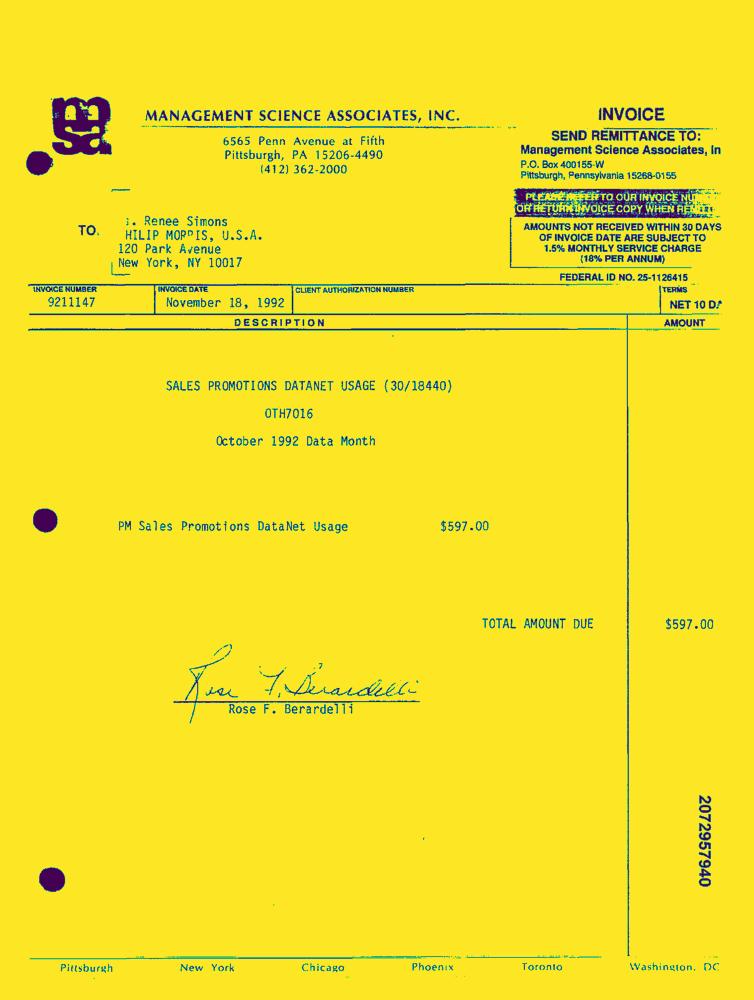 msa
MANAGEMENT SCIENCE ASSOCIATES, INC.
6565 Penn Avenue at Fifth
Pittsburgh, PA 15206-4490
(412) 362-2000
INVOICE
SEND REMITTANCE TO:
Management Science Associates, In
P.O. Box 400155-W
Pittsburgh, Pennsylvania 15268-0155
PLEASE REFER TO OUR INVOICE NU
OR RETURN INVOICE COPY WHEN
AMOUNTS NOT RECEIVED WITHIN 30 DAYS
OF INVOICE DATE ARE SUBJECT TO
1.5% MONTHLY SERVICE CHARGE
(18% PER ANNUM)
FEDERAL ID NO. 25-1126415
TO.
. Renee Simons
HILIP MORRIS, U.S.A.
120 Park Avenue
New York, NY 10017
INVOICE NUMBER INVOICE DATE CLIENT AUTHORIZATION NUMBER TERMS
9211147 November 18, 1992 NET 10 DA
DESCRIPTION AMOUNT
SALES PROMOTIONS DATANET USAGE (30/18440)
OTH7016
October 1992 Data Month
PM Sales Promotions DataNet Usage $597.00
TOTAL AMOUNT DUE $597.00
Rose F. Berardelli
Rose F. Berardelli
2072957940
Pittsburgh New York Chicago Phoenix Toronto Washington, DC